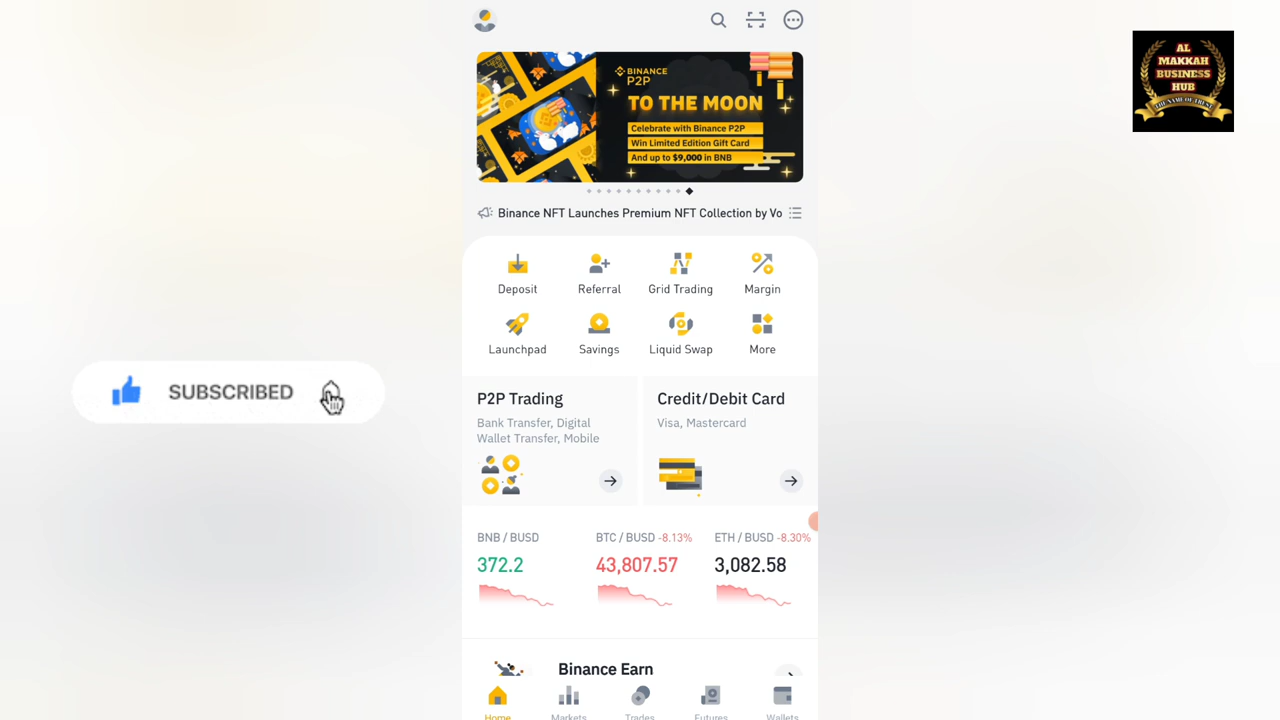 BINANCE
P2P
TO THE MOON
Celebrate with Binance P2P
Win Limited Edition Gift Card
And up to $9,000 in BNB
AL
MAKKAH
BUSINESS
HUB
THE NAME OF TRUST
Binance NFT Launches Premium NFT Collection by Vo
Deposit
Referral
Grid Trading
Margin
Launchpad
Savings
Liquid Swap
More
SUBSCRIBED
P2P Trading
Bank Transfer, Digital
Wallet Transfer, Mobile
Credit/Debit Card
Visa, Mastercard
BNB / BUSD
372.2
BTC / BUSD -8.13%
43,807.57
ETH / BUSD -8.30%
3,082.58
Binance Earn
Home
Markets
Trades
Futures
Wallets